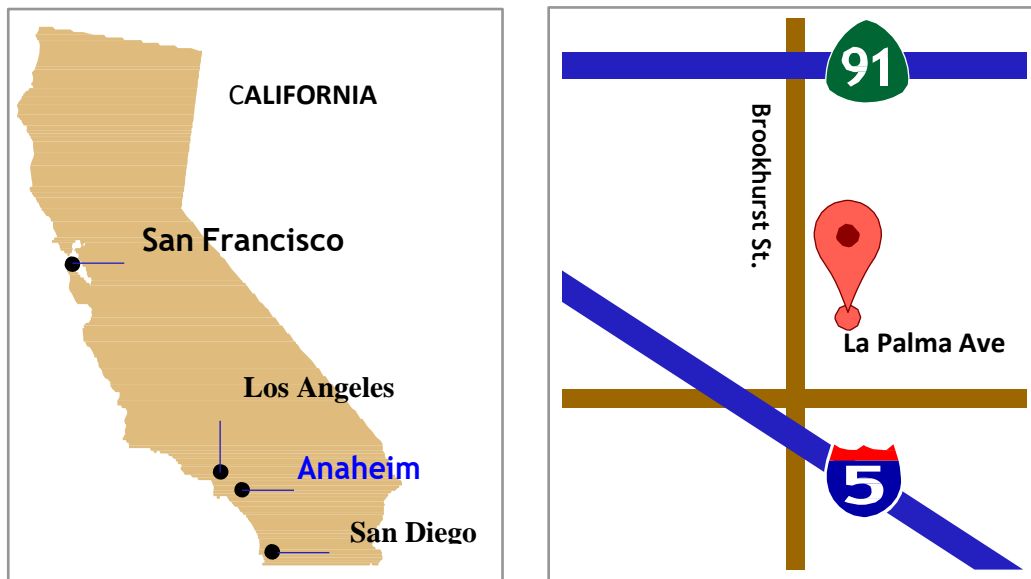 CALIFORNIA
San Francisco
Los Angeles
Anaheim
San Diego
91
Brookhurst St.
La Palma Ave
5